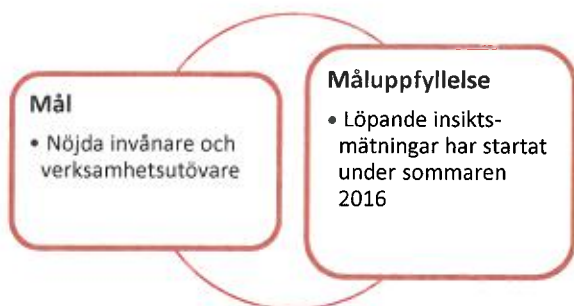 Mål
• Nöjda invånare och
verksamhetsutövare
Måluppfyllelse
• Löpande insikts-
mätningar har startat
under sommaren
2016